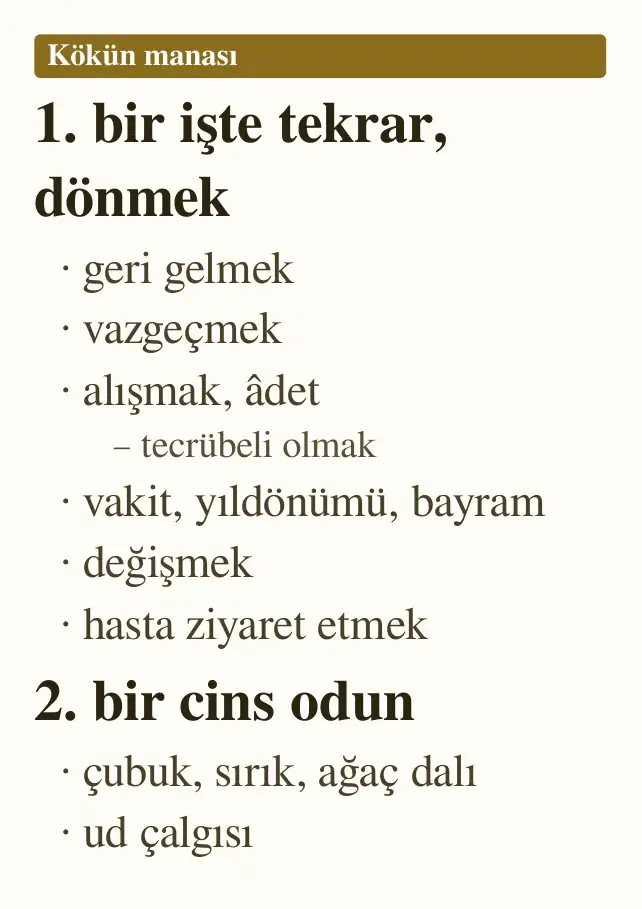 Kökün manası
1. bir işte tekrar,
dönmek
· geri gelmek
· vazgeçmek
· alışmak, âdet
– tecrübeli olmak
· vakit, yıldönümü, bayram
· değişmek
· hasta ziyaret etmek
2. bir cins odun
· çubuk, sırık, ağaç dalı
· ud çalgısı